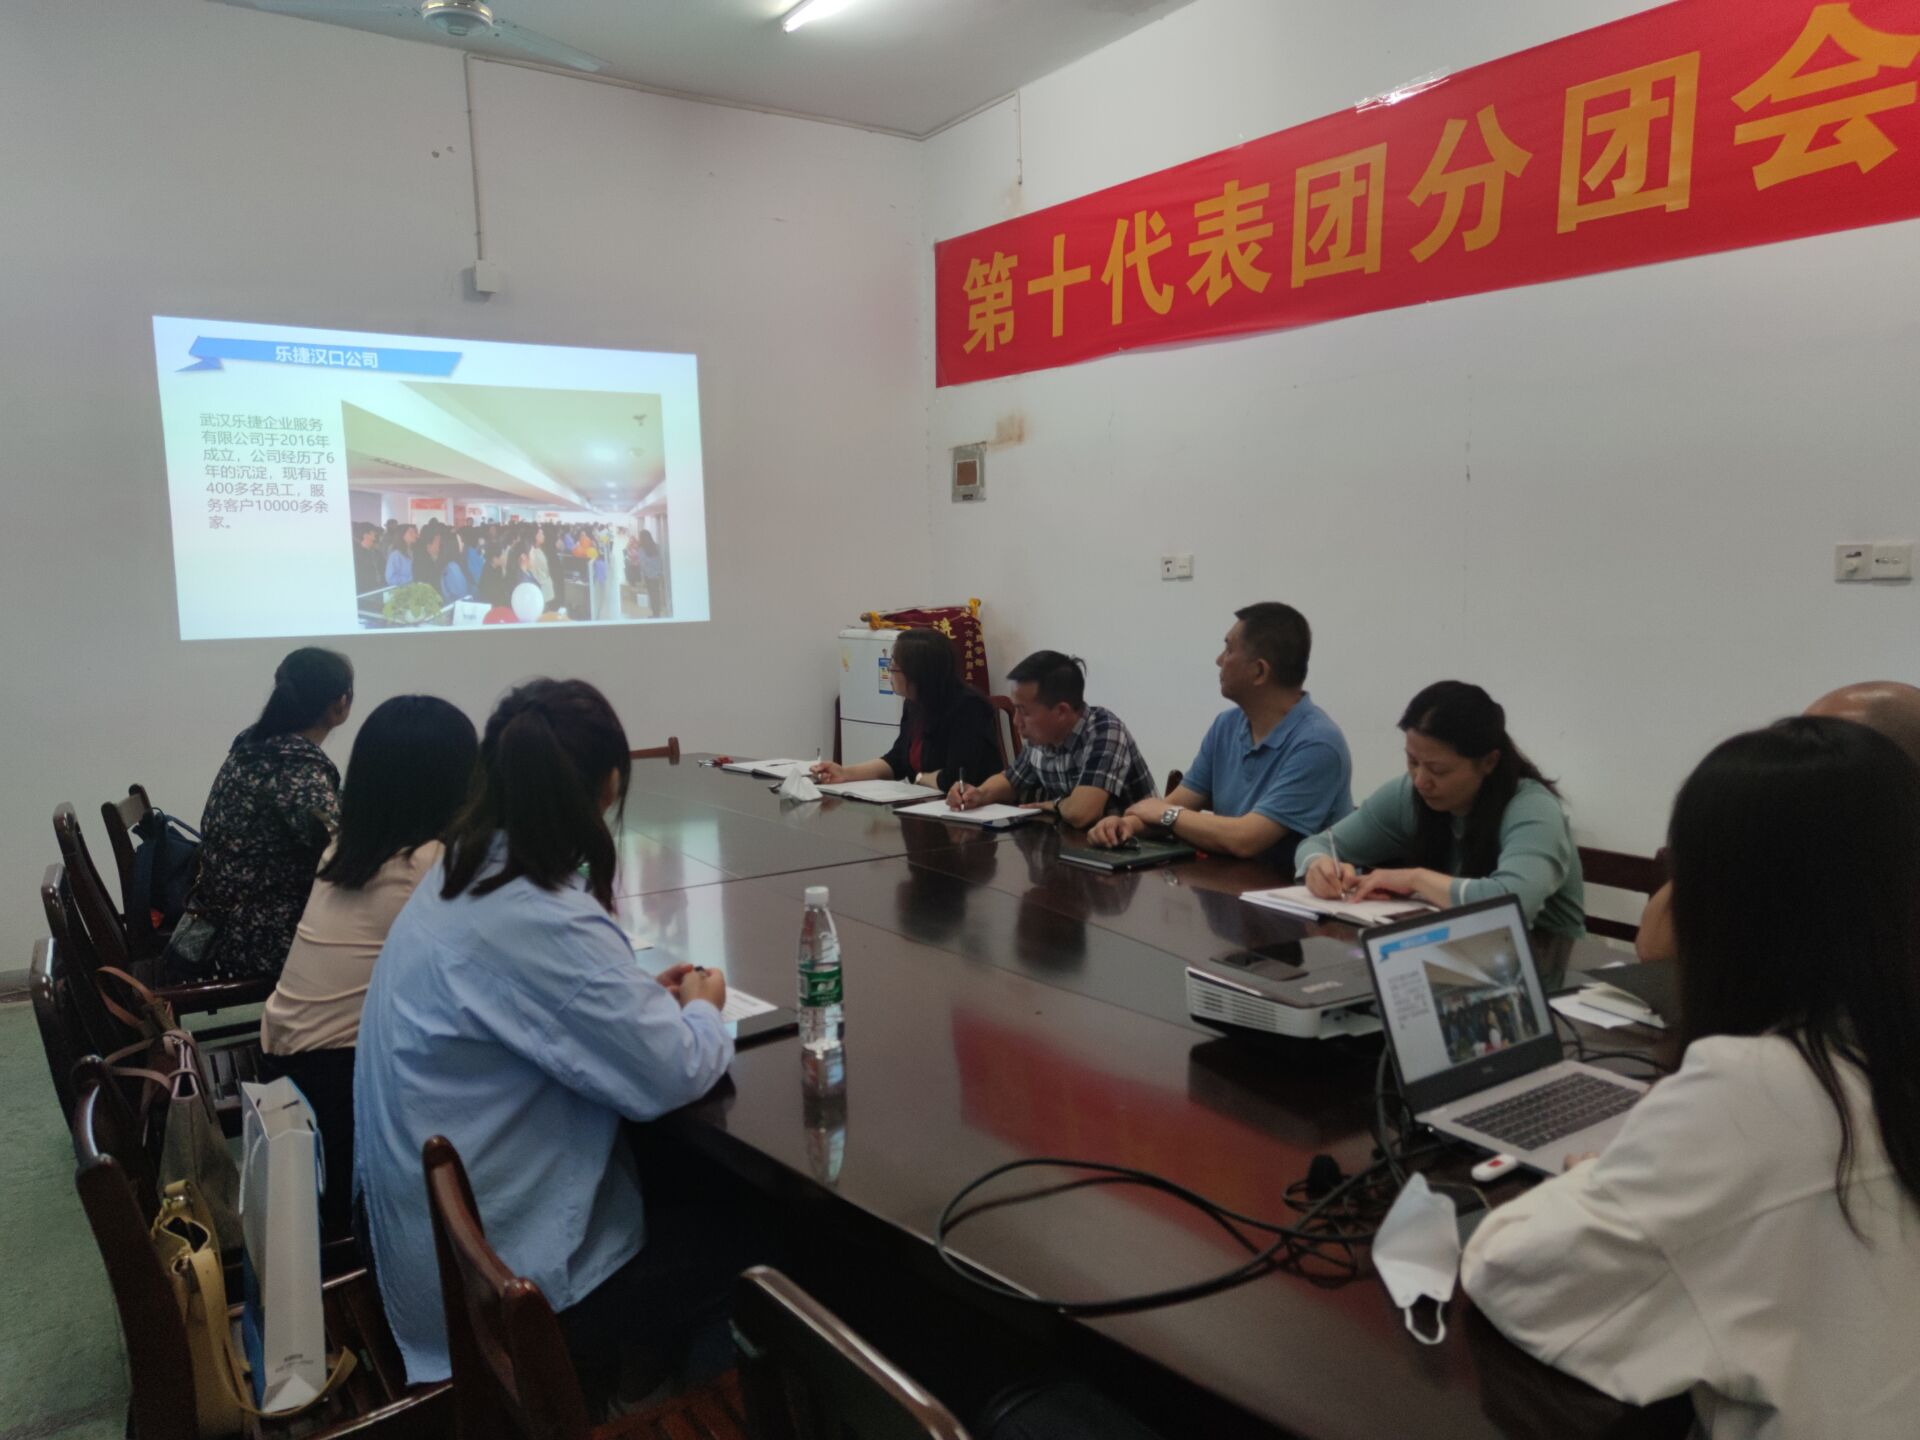 第十代表团分团会
乐捷汉口公司
武汉乐捷企业服务
有限公司于2016年
成立，公司经历了6
年的沉淀，现有近
400多名员工，服
务客户10000多余
家。